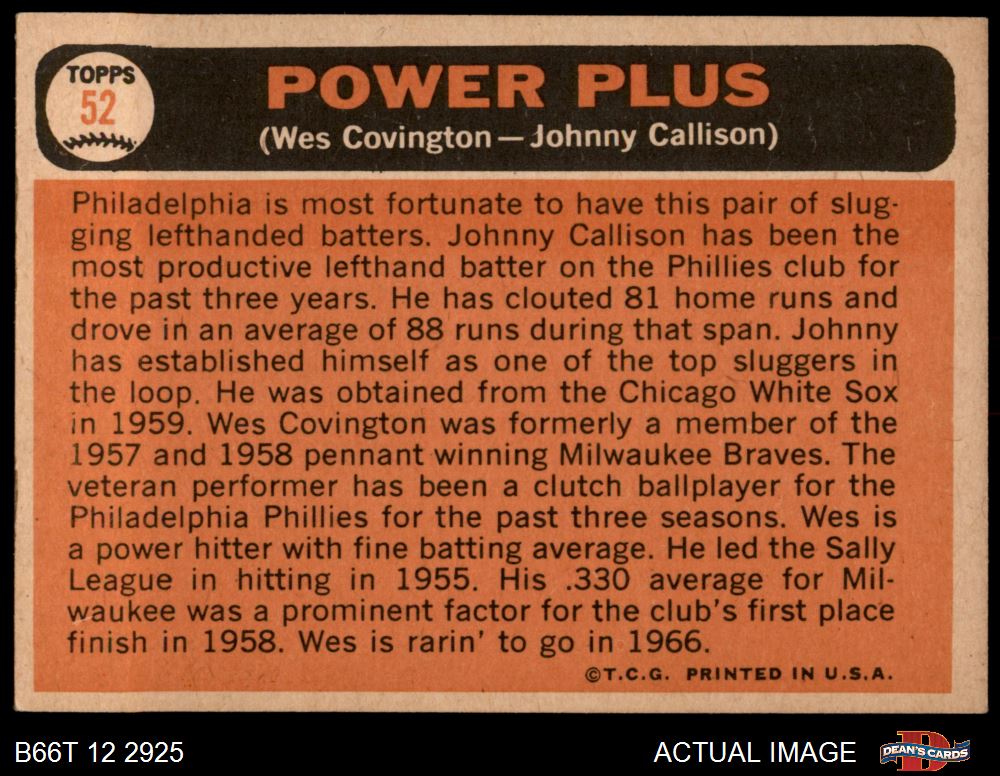 TOPPS
52
POWER PLUS
(Wes Covington — Johnny Callison)
Philadelphia is most fortunate to have this pair of slug-
ging lefthanded batters. Johnny Callison has been the
most productive lefthand batter on the Phillies club for
the past three years. He has clouted 81 home runs and
drove in an average of 88 runs during that span. Johnny
has established himself as one of the top sluggers in
the loop. He was obtained from the Chicago White Sox
in 1959. Wes Covington was formerly a member of the
1957 and 1958 pennant winning Milwaukee Braves. The
veteran performer has been a clutch ballplayer for the
Philadelphia Phillies for the past three seasons. Wes is
a power hitter with fine batting average. He led the Sally
League in hitting in 1955. His .330 average for Mil-
waukee was a prominent factor for the club's first place
finish in 1958. Wes is rarin' to go in 1966.
©T.C.G. PRINTED IN U.S.A.
B66T 12 2925
ACTUAL IMAGE
DEAN'S CARDS